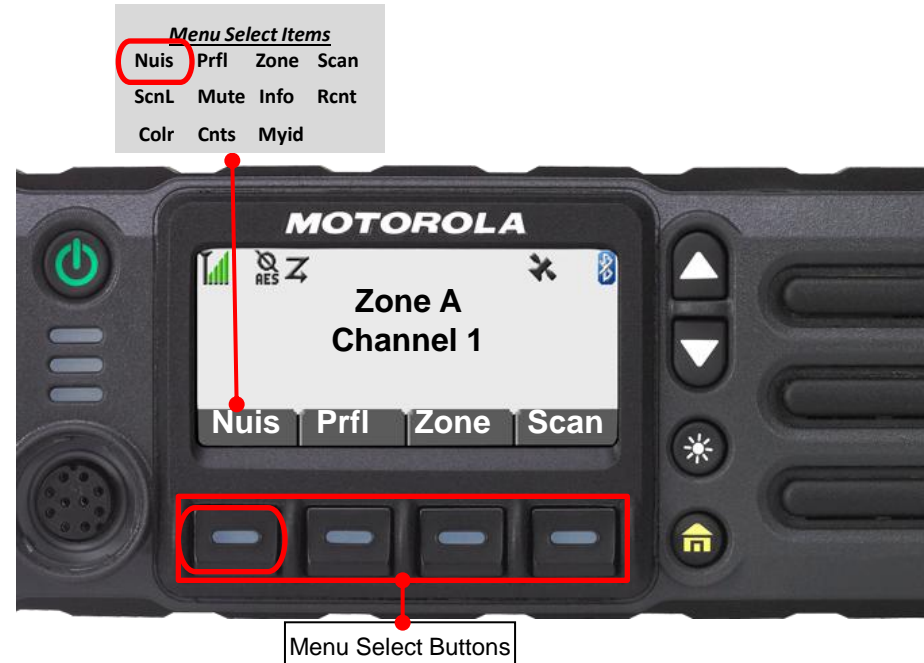 Menu Select Items
Nuis Prfl Zone Scan
ScnL Mute Info Rcnt
Colr Cnts Myid
MOTOROLA
AES
Zone A
Channel 1
Nuis Prfl Zone Scan
Menu Select Buttons